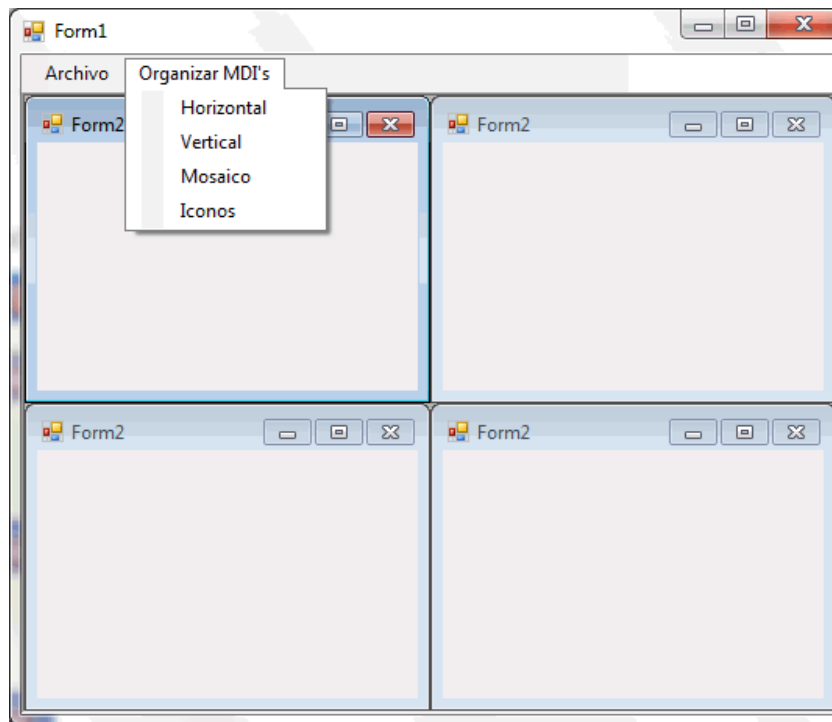 Form1
Archivo Organizar MDI's
Horizontal
Vertical
Mosaico
Iconos
Form2
Form2
Form2
Form2